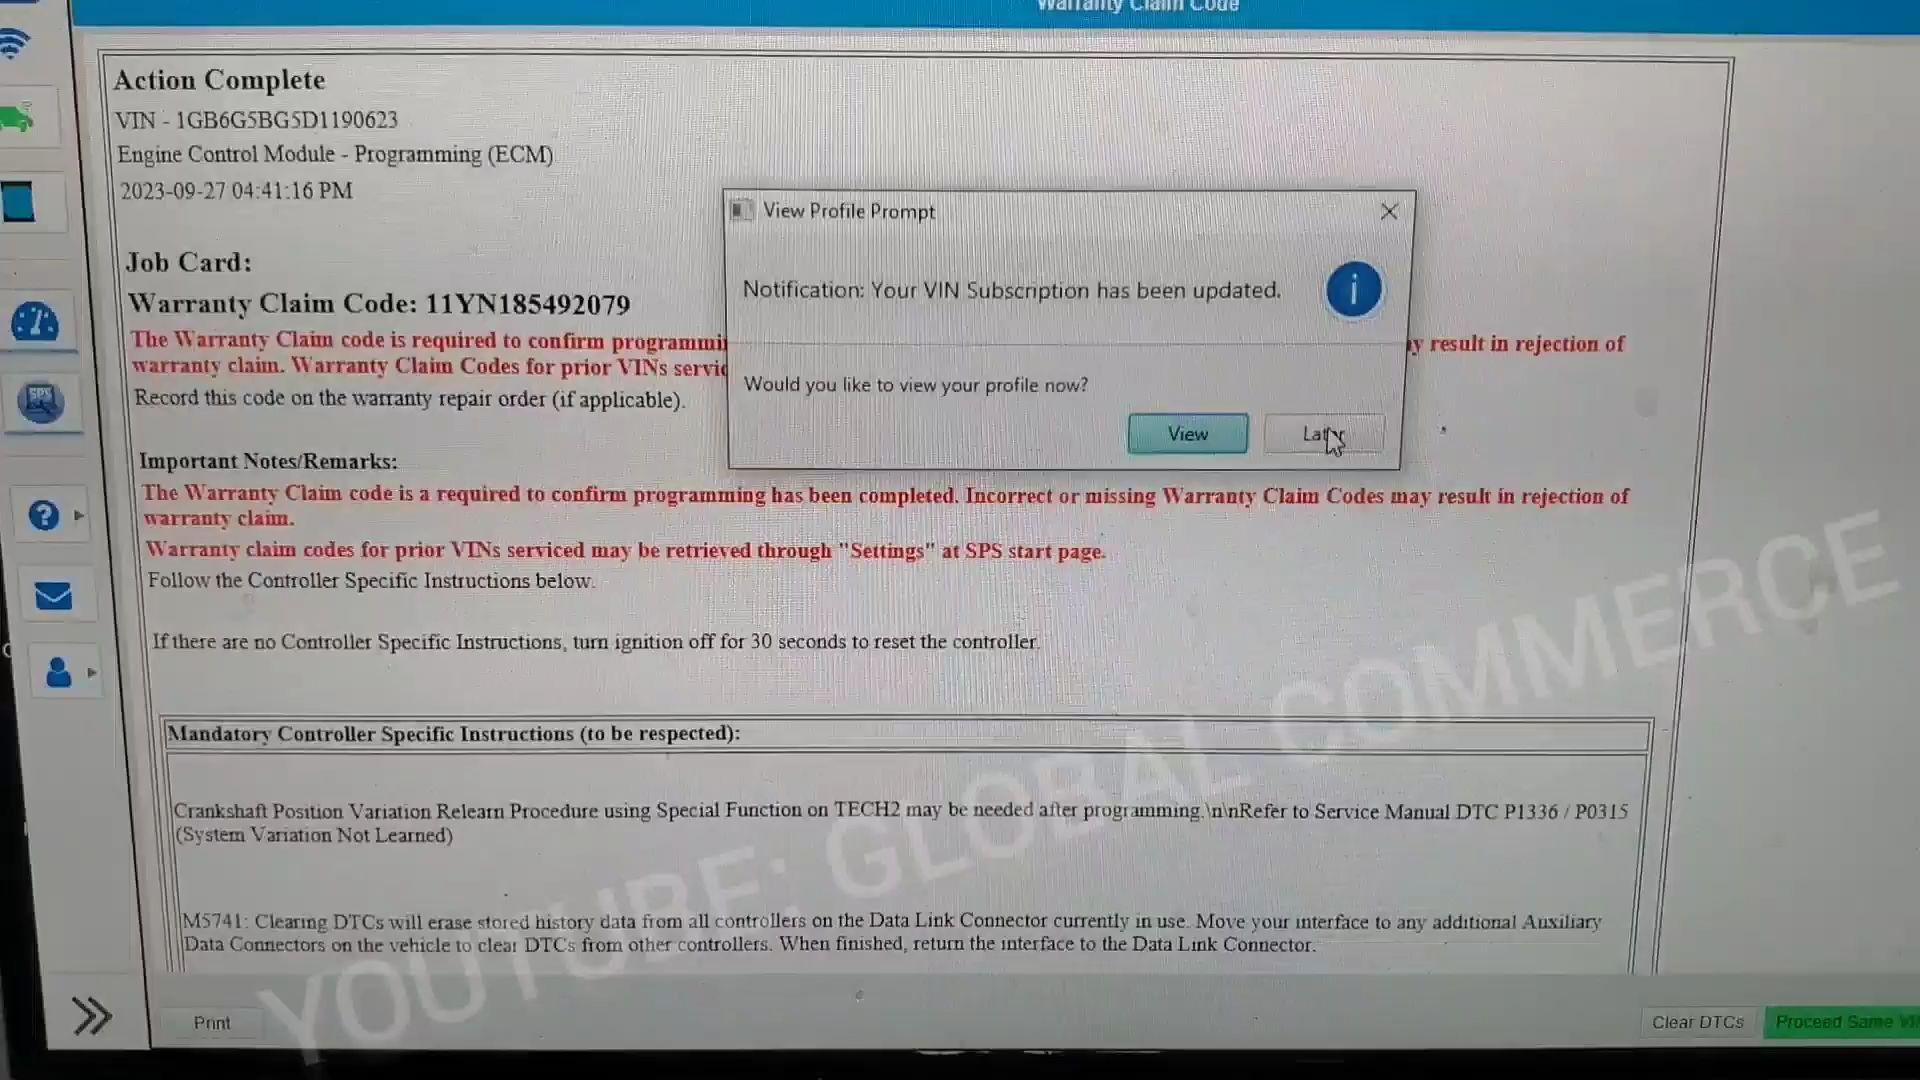 Warranty Claim Code
Action Complete
VIN - 1GB6G5BG5D1190623
Engine Control Module - Programming (ECM)
2023-09-27 04:41:16 PM
Job Card:
Warranty Claim Code: 11YN185492079
The Warranty Claim code is required to confirm
result in rejection of
warranty claim. Warranty Claim Codes for prior VINs
Record this code on the warranty repair order (if applicable).
View Profile Prompt
Notification: Your VIN Subscription has been updated.
i
Would you like to view your profile now?
View
Later
Important Notes/Remarks:
The Warranty Claim code is a required to confirm programming has been completed. Incorrect or missing Warranty Claim Codes may result in rejection of
warranty claim.
Warranty claim codes for prior VINs serviced may be retrieved through "Settings" at SPS start page.
Follow the Controller Specific Instructions below.
If there are no Controller Specific Instructions, turn ignition off for 30 seconds to reset the controller.
Mandatory Controller Specific Instructions (to be respected):
Crankshaft Position Variation Relearn Procedure using Special Function on TECH2 may be needed after programming.\n\nRefer to Service Manual DTC P1336 / P0315
(System Variation Not Learned)
M5741: Clearing DTCs will erase stored history data from all controllers on the Data Link Connector currently in use. Move your interface to any additional Auxiliary
Data Connectors on the vehicle to clear DTCs from other controllers. When finished, return the interface to the Data Link Connector.
Print
Clear DTCs
Proceed Same
SPS
?
YOUTUBE: GLOBAL COMMERCE